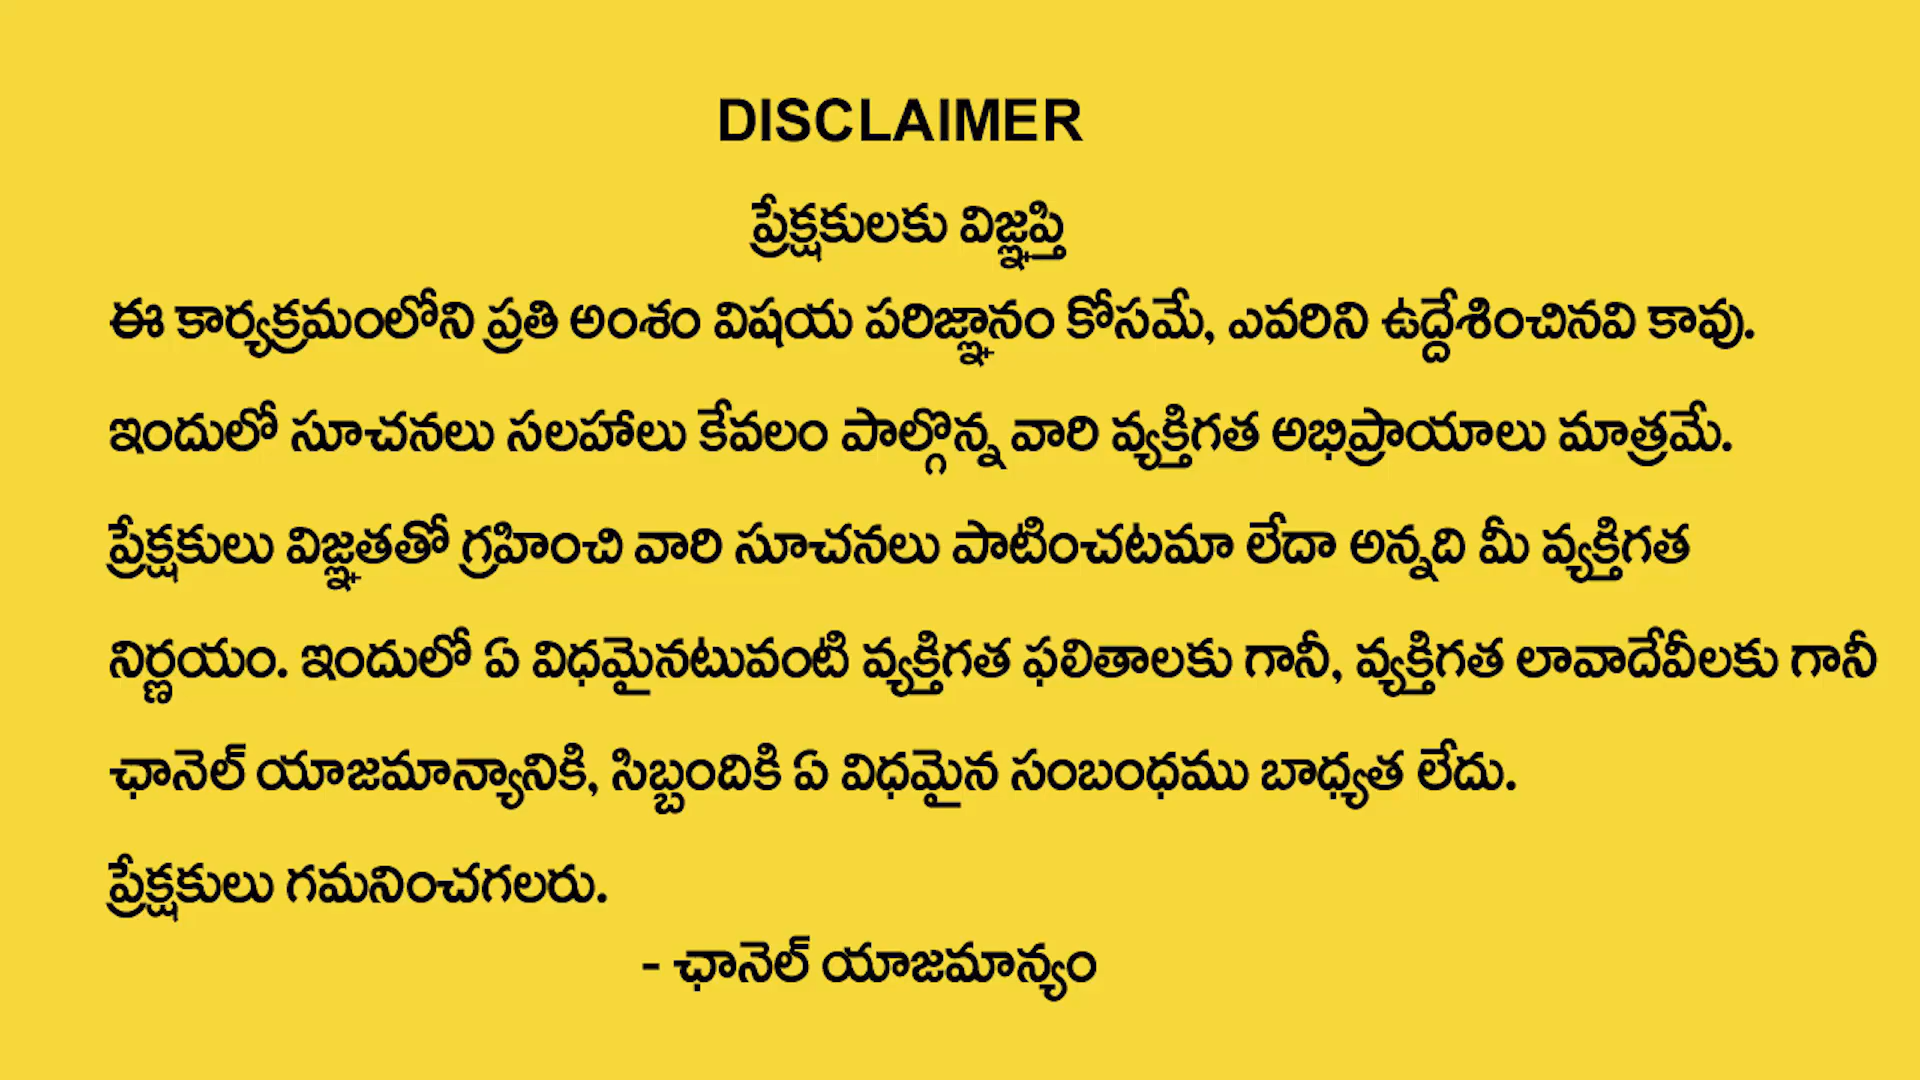 DISCLAIMER
ప్రేక్షకులకు విజ్ఞప్తి
ఈ కార్యక్రమంలోని ప్రతి అంశం విషయ పరిజ్ఞానం కోసమే, ఎవరిని ఉద్దేశించినవి కావు.
ఇందులో సూచనలు సలహాలు కేవలం పాల్గొన్న వారి వ్యక్తిగత అభిప్రాయాలు మాత్రమే.
ప్రేక్షకులు విజ్ఞతతో గ్రహించి వారి సూచనలు పాటించటమా లేదా అన్నది మీ వ్యక్తిగత
నిర్ణయం. ఇందులో ఏ విధమైనటువంటి వ్యక్తిగత ఫలితాలకు గానీ, వ్యక్తిగత లావాదేవీలకు గానీ
ఛానెల్ యాజమాన్యానికి, సిబ్బందికి ఏ విధమైన సంబంధము బాధ్యత లేదు.
ప్రేక్షకులు గమనించగలరు.
- ఛానెల్ యాజమాన్యం